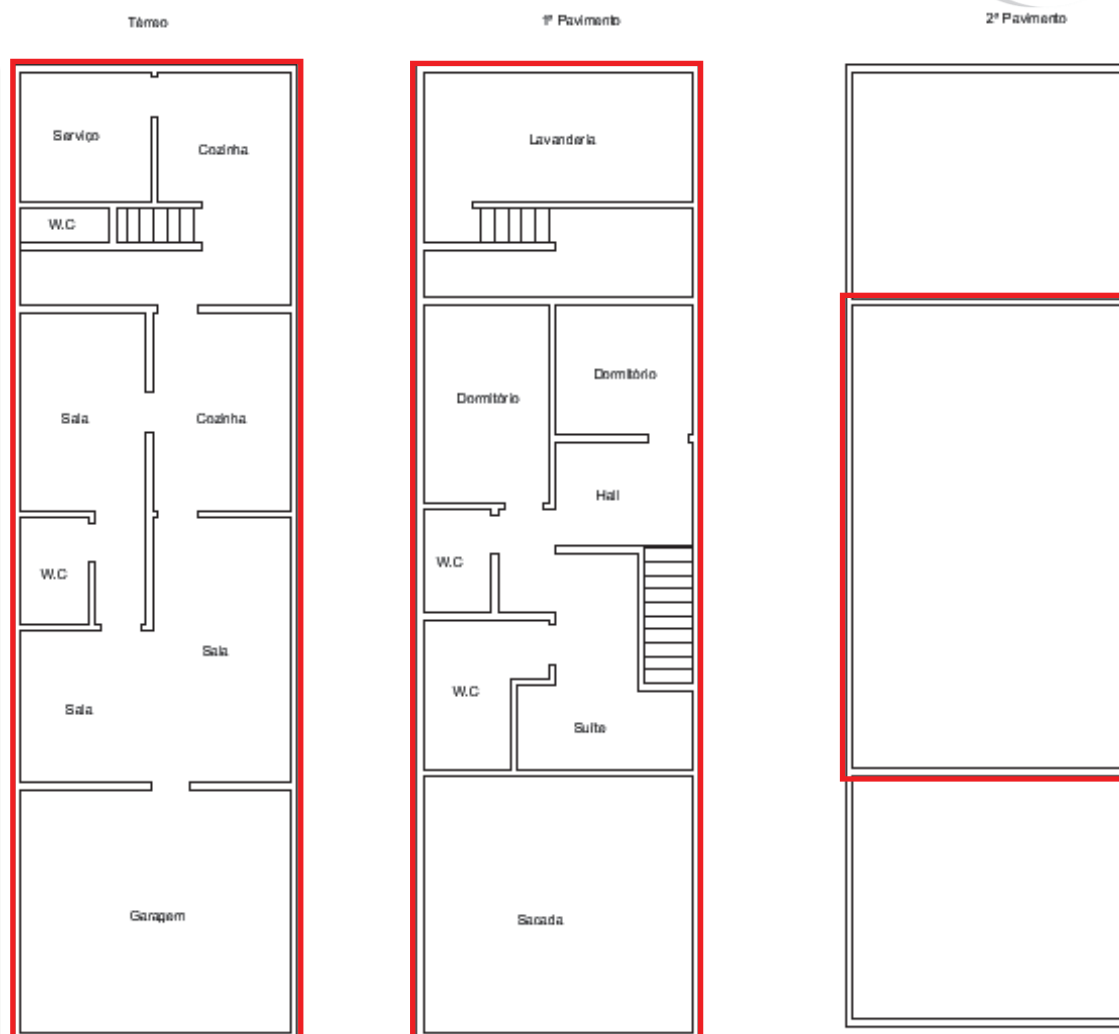 Térreo
1º Pavimento
2º Pavimento
Serviço
Cozinha
W.C
Sala
Cozinha
W.C
Sala
Sala
Garagem
Lavanderia
Dormitório
Dormitório
Hall
W.C
W.C
Suíte
Sacada